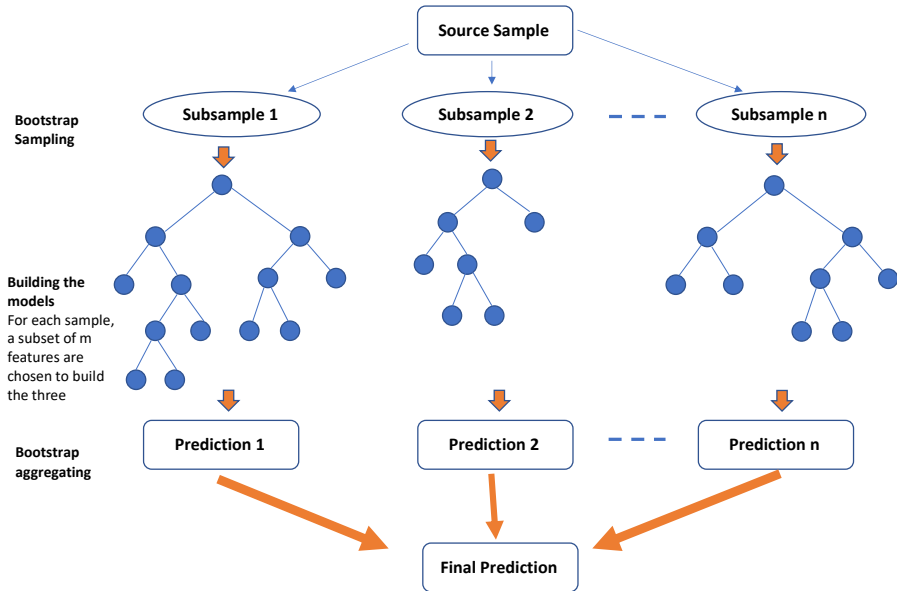 Source Sample
Bootstrap
Sampling
Subsample 1
Subsample 2
Subsample n
Building the
models
For each sample,
a subset of m
features are
chosen to build
the three
Prediction 1
Prediction 2
Prediction n
Bootstrap
aggregating
Final Prediction